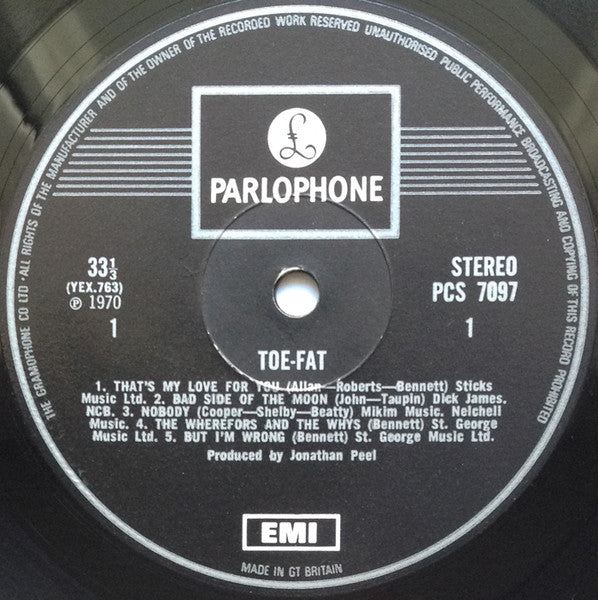 THE GRAMOPHONE CO LTD · ALL RIGHTS OF THE MANUFACTURER AND OF THE OWNER OF THE RECORDED WORK RESERVED UNAUTHORISED PUBLIC PERFORMANCE BROADCASTING AND COPYING OF THIS RECORD PROHIBITED
£
PARLOPHONE
33⅓
(YEX.763)
℗ 1970
1
STEREO
PCS 7097
1
TOE-FAT
1. THAT'S MY LOVE FOR YOU (Allan—Roberts—Bennett) Sticks
Music Ltd. 2. BAD SIDE OF THE MOON (John—Taupin) Dick James.
NCB. 3. NOBODY (Cooper—Shelby—Beatty) Mikim Music. Nelchell
Music. 4. THE WHEREFORS AND THE WHYS (Bennett) St. George
Music Ltd. 5. BUT I'M WRONG (Bennett) St. George Music Ltd.
Produced by Jonathan Peel
EMI
MADE IN GT BRITAIN